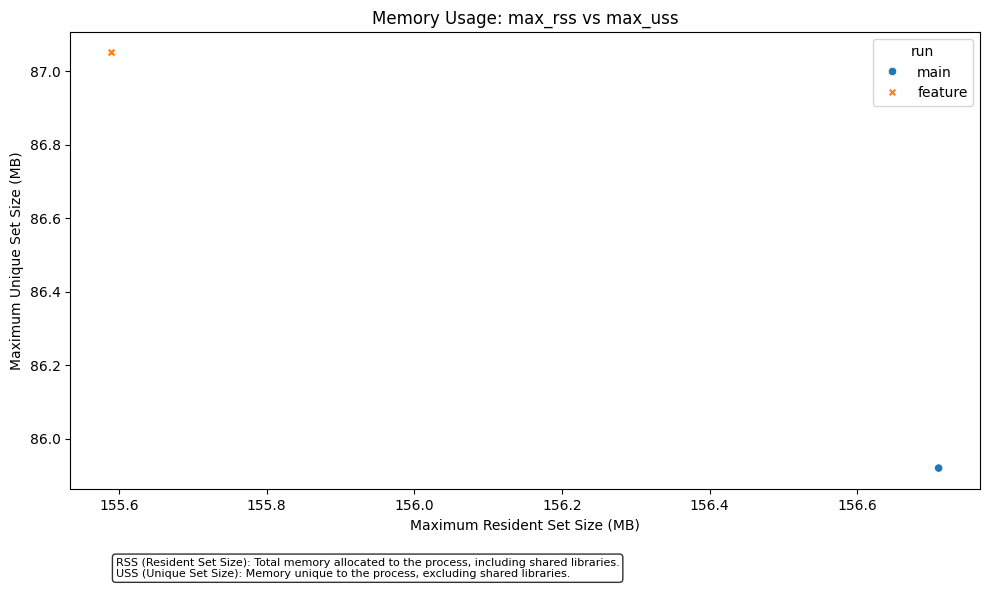 Memory Usage: max_rss vs max_uss
run
main
feature
87.0
86.8
86.6
86.4
86.2
86.0
Maximum Unique Set Size (MB)
155.6
155.8
156.0
156.2
156.4
156.6
Maximum Resident Set Size (MB)
RSS (Resident Set Size): Total memory allocated to the process, including shared libraries.
USS (Unique Set Size): Memory unique to the process, excluding shared libraries.